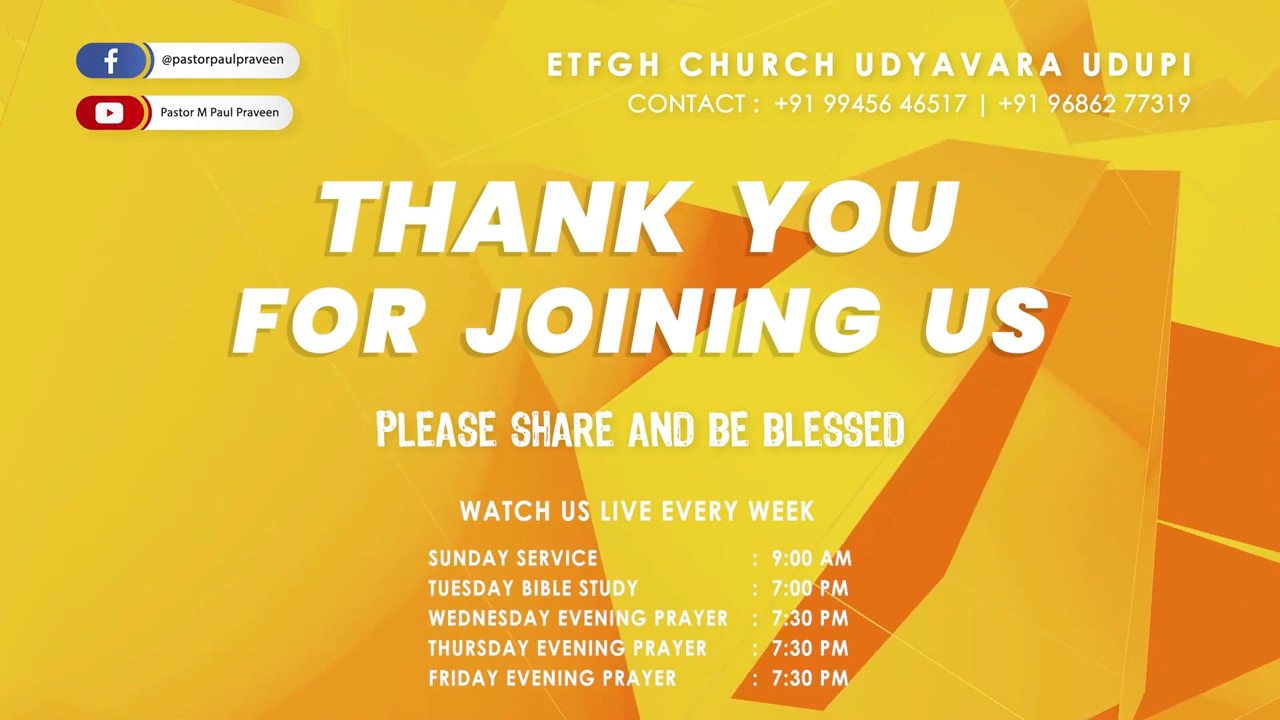 @pastorpaulpraveen
Pastor M Paul Praveen
ETFGH CHURCH UDYAVARA UDUPI
CONTACT : +91 99456 46517 | +91 96862 77319
THANK YOU
FOR JOINING US
PLEASE SHARE AND BE BLESSED
WATCH US LIVE EVERY WEEK
SUNDAY SERVICE : 9:00 AM
TUESDAY BIBLE STUDY : 7:00 PM
WEDNESDAY EVENING PRAYER : 7:30 PM
THURSDAY EVENING PRAYER : 7:30 PM
FRIDAY EVENING PRAYER : 7:30 PM